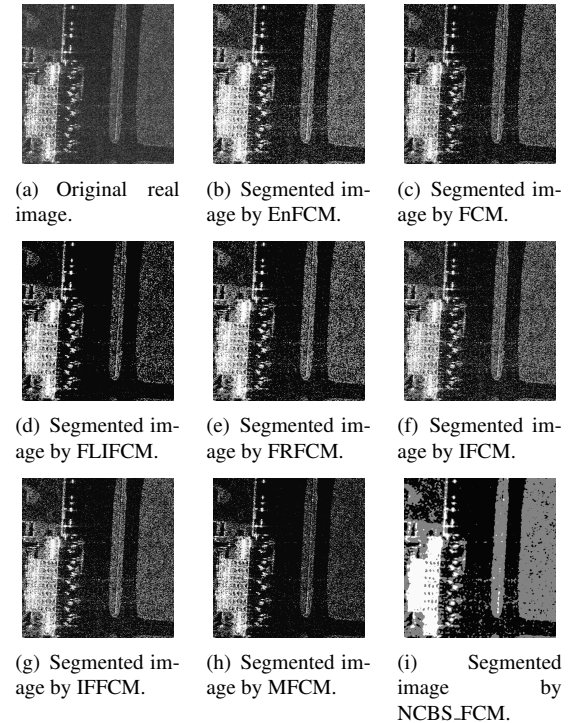 (a) Original real
image.
(b) Segmented im-
age by EnFCM.
(c) Segmented im-
age by FCM.
(d) Segmented im-
age by FLIFCM.
(e) Segmented im-
age by FRFCM.
(f) Segmented im-
age by IFCM.
(g) Segmented im-
age by IFFCM.
(h) Segmented im-
age by MFCM.
(i) Segmented
image by
NCBS_FCM.